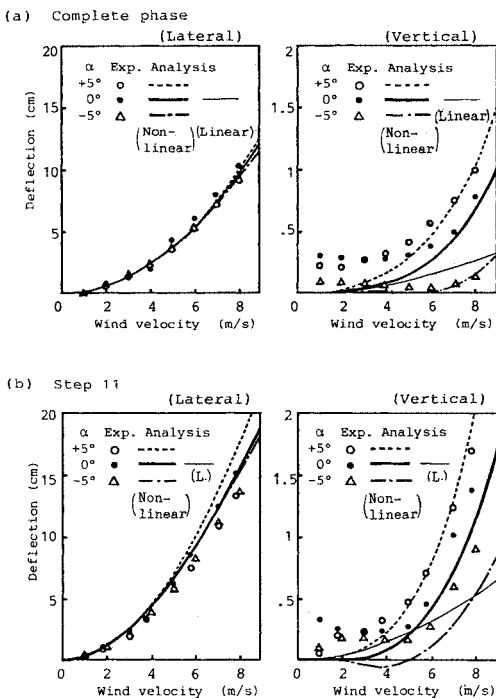 (a) Complete phase
(Lateral)
(Vertical)
20
15
10
5
0
Deflection (cm)
α Exp. Analysis
+5°
0°
-5°
(Non-linear) (Linear)
0 2 4 6 8
Wind velocity (m/s)
2
1.5
1
.5
0
α Exp. Analysis
+5°
0°
-5°
(Non-linear) (Linear)
0 2 4 6 8
Wind velocity (m/s)
(b) Step 11
(Lateral)
(Vertical)
20
15
10
5
Deflection (cm)
α Exp. Analysis
+5°
0°
-5°
(L.)
(Non-linear)
0 2 4 6 8
Wind velocity (m/s)
2
1.5
1
.5
α Exp. Analysis
+5°
0°
-5°
(L.)
(Non-linear)
0 2 4 6 8
Wind velocity (m/s)